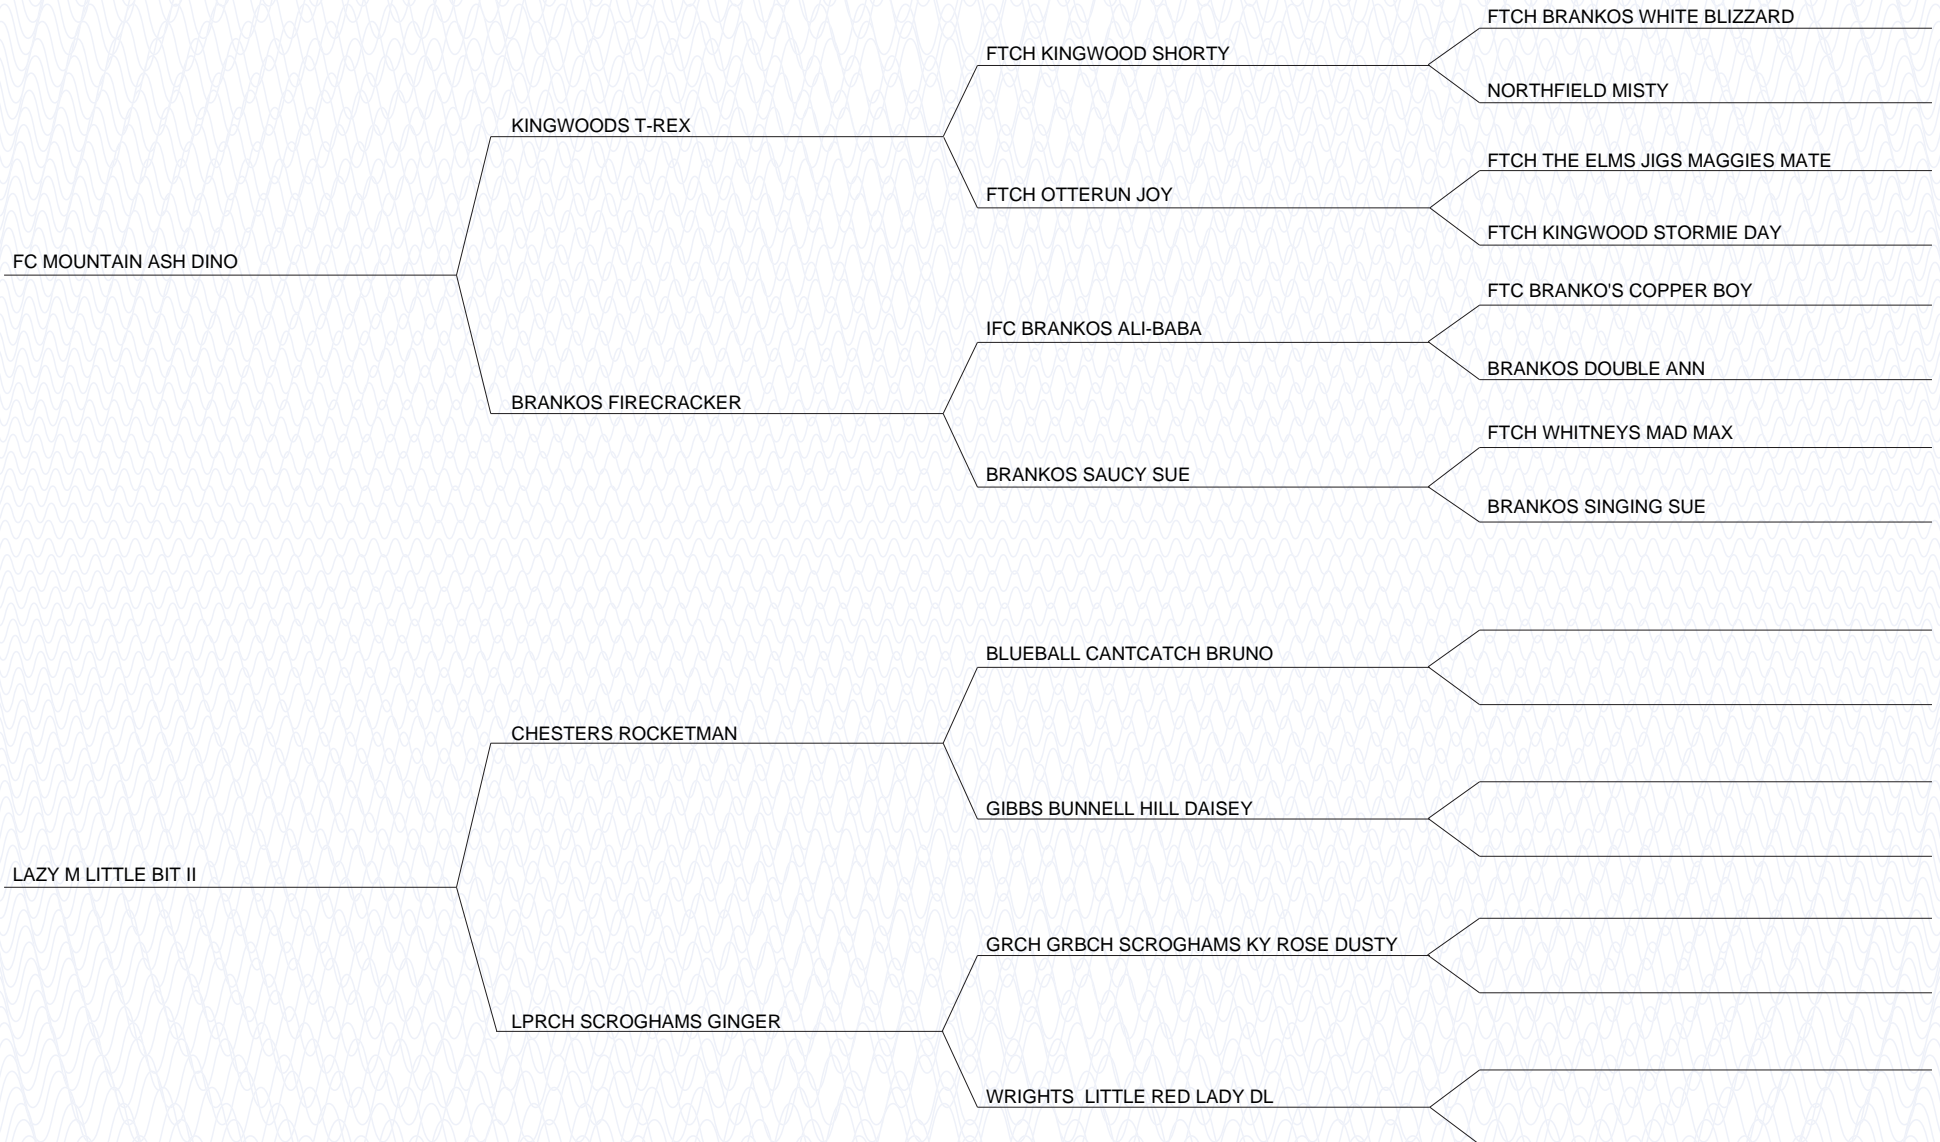 FTCH BRANKOS WHITE BLIZZARD
FTCH KINGWOOD SHORTY
NORTHFIELD MISTY
KINGWOODS T-REX
FTCH THE ELMS JIGS MAGGIES MATE
FTCH OTTERUN JOY
FTCH KINGWOOD STORMIE DAY
FC MOUNTAIN ASH DINO
FTC BRANKO'S COPPER BOY
IFC BRANKOS ALI-BABA
BRANKOS DOUBLE ANN
BRANKOS FIRECRACKER
FTCH WHITNEYS MAD MAX
BRANKOS SAUCY SUE
BRANKOS SINGING SUE
BLUEBALL CANTCATCH BRUNO
CHESTERS ROCKETMAN
GIBBS BUNNELL HILL DAISEY
LAZY M LITTLE BIT II
GRCH GRBCH SCROGHAMS KY ROSE DUSTY
LPRCH SCROGHAMS GINGER
WRIGHTS  LITTLE RED LADY DL